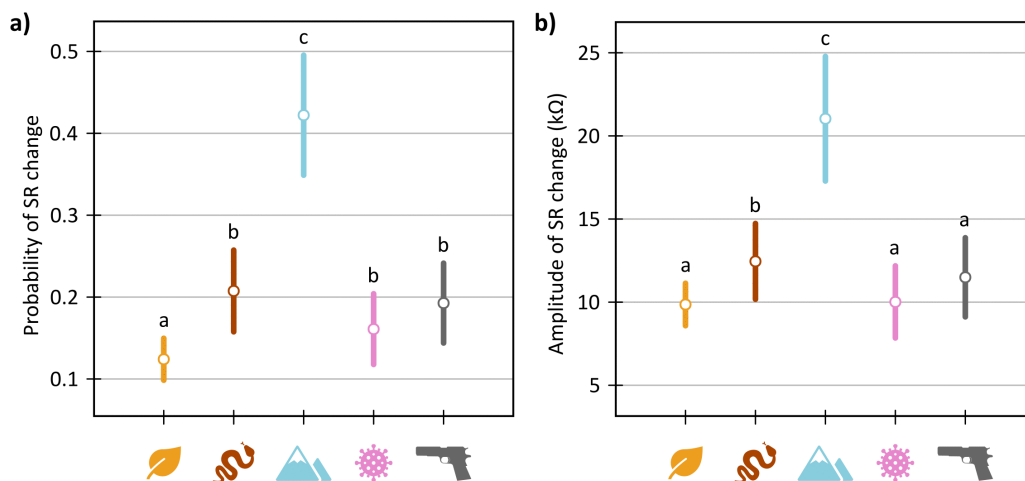 a)
Probability of SR change
0.5
0.4
0.3
0.2
0.1
a
b
c
b
b
b)
Amplitude of SR change (kΩ)
25
20
15
10
5
a
b
c
a
a